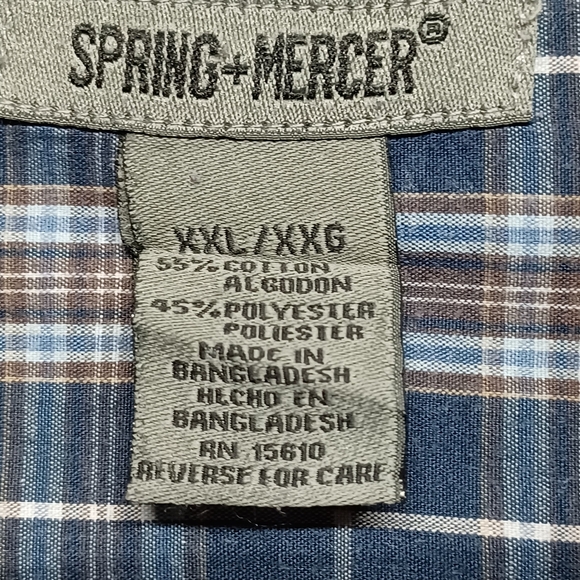 SPRING+MERCER®
XXL/XXG
55% COTTON
ALGODON
45% POLYESTER
POLIESTER
MADE IN
BANGLADESH
HECHO EN
BANGLADESH
RN 15610
REVERSE FOR CARE